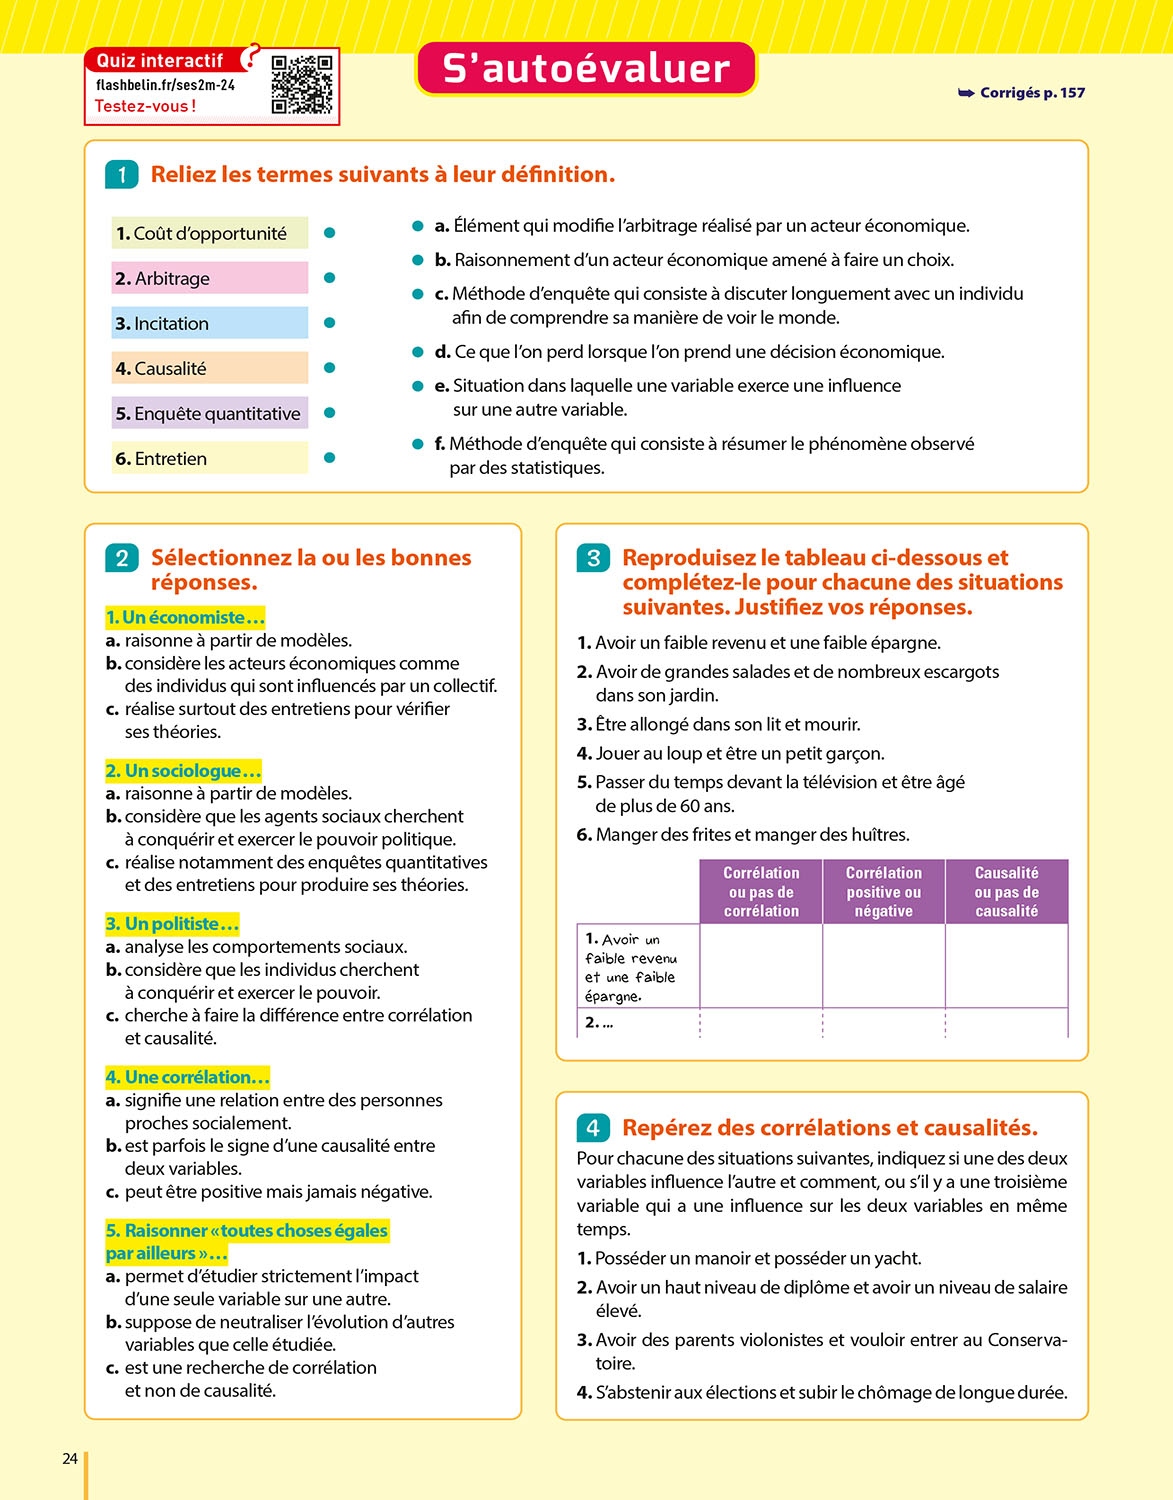 Quiz interactif ?
flashbelin.fr/ses2m-24
Testez-vous !
S’autoévaluer
➥ Corrigés p. 157
1 Reliez les termes suivants à leur définition.
1. Coût d’opportunité
2. Arbitrage
3. Incitation
4. Causalité
5. Enquête quantitative
6. Entretien
a. Élément qui modifie l’arbitrage réalisé par un acteur économique.
b. Raisonnement d’un acteur économique amené à faire un choix.
c. Méthode d’enquête qui consiste à discuter longuement avec un individu
afin de comprendre sa manière de voir le monde.
d. Ce que l’on perd lorsque l’on prend une décision économique.
e. Situation dans laquelle une variable exerce une influence
sur une autre variable.
f. Méthode d’enquête qui consiste à résumer le phénomène observé
par des statistiques.
2 Sélectionnez la ou les bonnes
réponses.
1. Un économiste…
a. raisonne à partir de modèles.
b. considère les acteurs économiques comme
des individus qui sont influencés par un collectif.
c. réalise surtout des entretiens pour vérifier
ses théories.
2. Un sociologue…
a. raisonne à partir de modèles.
b. considère que les agents sociaux cherchent
à conquérir et exercer le pouvoir politique.
c. réalise notamment des enquêtes quantitatives
et des entretiens pour produire ses théories.
3. Un politiste…
a. analyse les comportements sociaux.
b. considère que les individus cherchent
à conquérir et exercer le pouvoir.
c. cherche à faire la différence entre corrélation
et causalité.
4. Une corrélation…
a. signifie une relation entre des personnes
proches socialement.
b. est parfois le signe d’une causalité entre
deux variables.
c. peut être positive mais jamais négative.
5. Raisonner « toutes choses égales
par ailleurs »…
a. permet d’étudier strictement l’impact
d’une seule variable sur une autre.
b. suppose de neutraliser l’évolution d’autres
variables que celle étudiée.
c. est une recherche de corrélation
et non de causalité.
3 Reproduisez le tableau ci-dessous et
complétez-le pour chacune des situations
suivantes. Justifiez vos réponses.
1. Avoir un faible revenu et une faible épargne.
2. Avoir de grandes salades et de nombreux escargots
dans son jardin.
3. Être allongé dans son lit et mourir.
4. Jouer au loup et être un petit garçon.
5. Passer du temps devant la télévision et être âgé
de plus de 60 ans.
6. Manger des frites et manger des huîtres.
Corrélation
ou pas de
corrélation
Corrélation
positive ou
négative
Causalité
ou pas de
causalité
1. Avoir un
faible revenu
et une faible
épargne.
2. ...
4 Repérez des corrélations et causalités.
Pour chacune des situations suivantes, indiquez si une des deux
variables influence l’autre et comment, ou s’il y a une troisième
variable qui a une influence sur les deux variables en même
temps.
1. Posséder un manoir et posséder un yacht.
2. Avoir un haut niveau de diplôme et avoir un niveau de salaire
élevé.
3. Avoir des parents violonistes et vouloir entrer au Conserva-
toire.
4. S’abstenir aux élections et subir le chômage de longue durée.
24